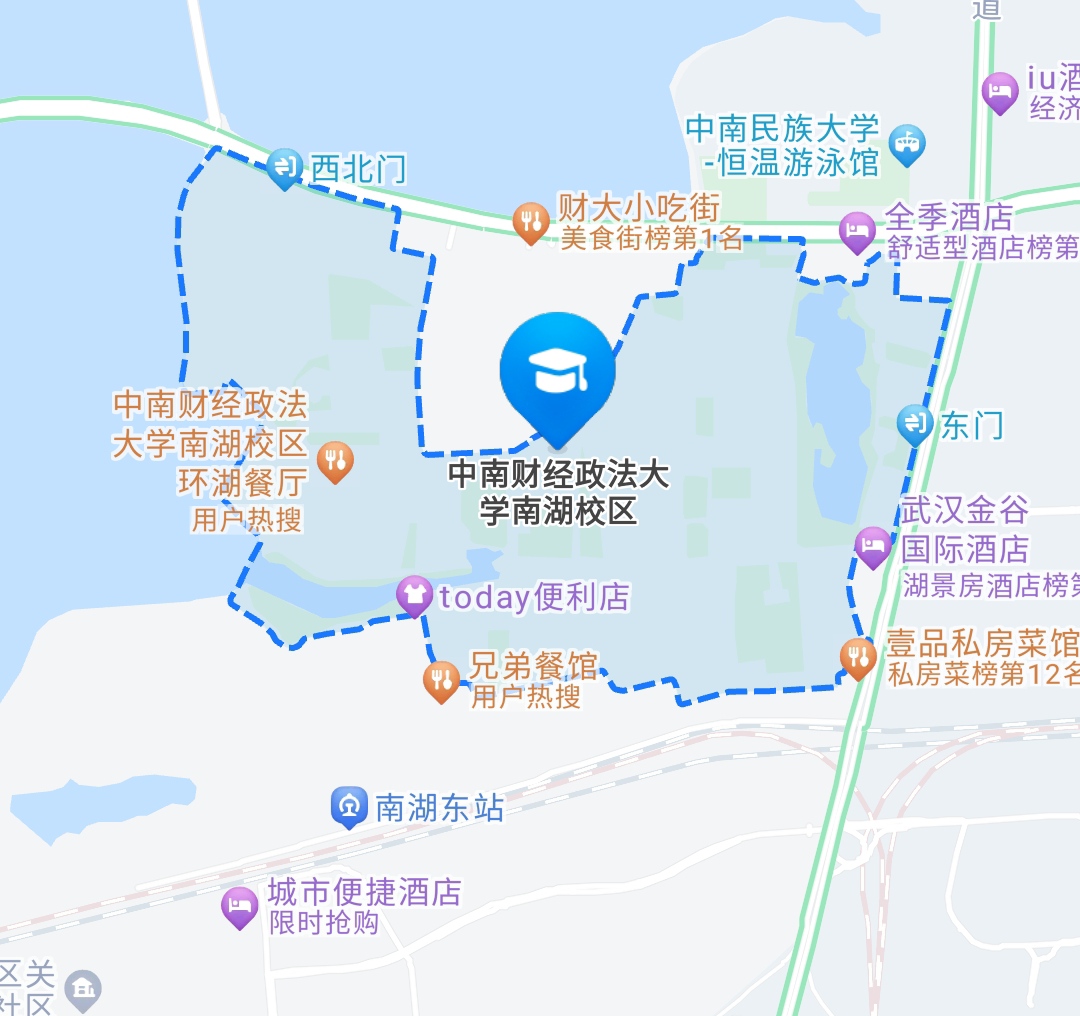 道
iu酒
经济
中南民族大学
-恒温游泳馆
西北门
财大小吃街
美食街榜第1名
全季酒店
舒适型酒店榜第
中南财经政法
大学南湖校区
环湖餐厅
用户热搜
东门
中南财经政法大
学南湖校区
武汉金谷
国际酒店
湖景房酒店榜第
today便利店
壹品私房菜馆
私房菜榜第12名
兄弟餐馆
用户热搜
南湖东站
城市便捷酒店
限时抢购
区关
社区